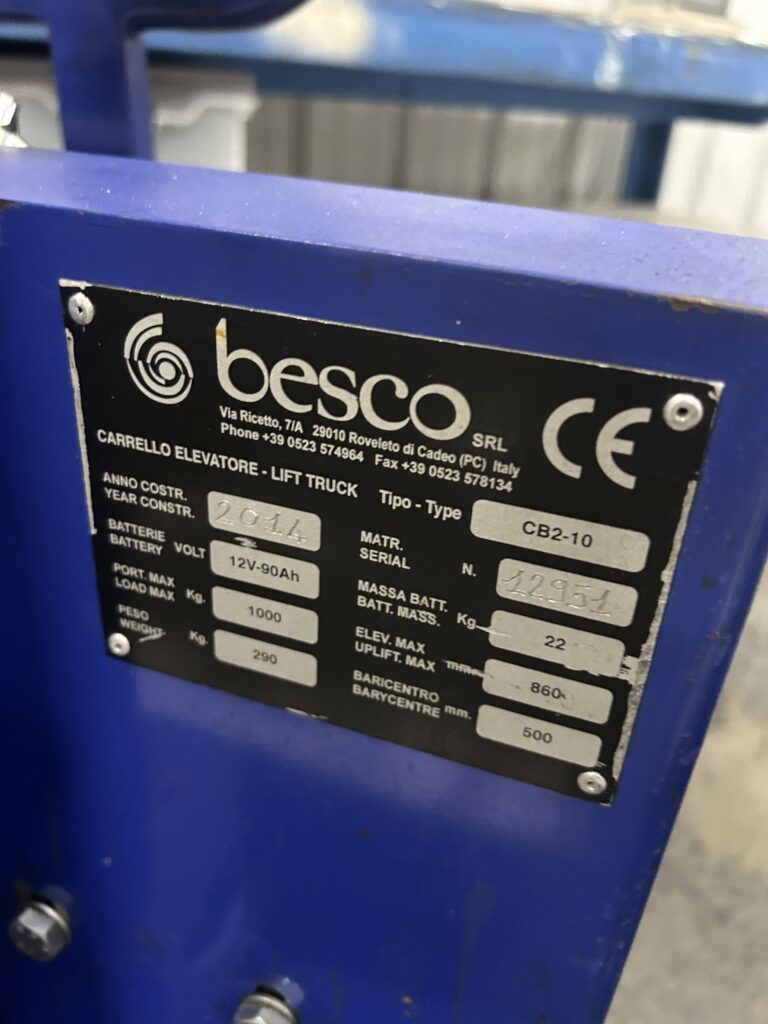 besco SRL CE
Via Ricetto, 7/A 29010 Roveleto di Cadeo (PC) Italy
Phone +39 0523 574964 Fax +39 0523 578134
CARRELLO ELEVATORE - LIFT TRUCK Tipo - Type CB2-10
ANNO COSTR.
YEAR CONSTR. 2014
MATR.
SERIAL N. 12951
BATTERIE
BATTERY VOLT 12V-90Ah
MASSA BATT.
BATT. MASS. Kg. 22
PORT. MAX
LOAD MAX Kg. 1000
ELEV. MAX
UPLIFT. MAX mm. 860
PESO
WEIGHT Kg. 290
BARICENTRO
BARYCENTRE mm. 500